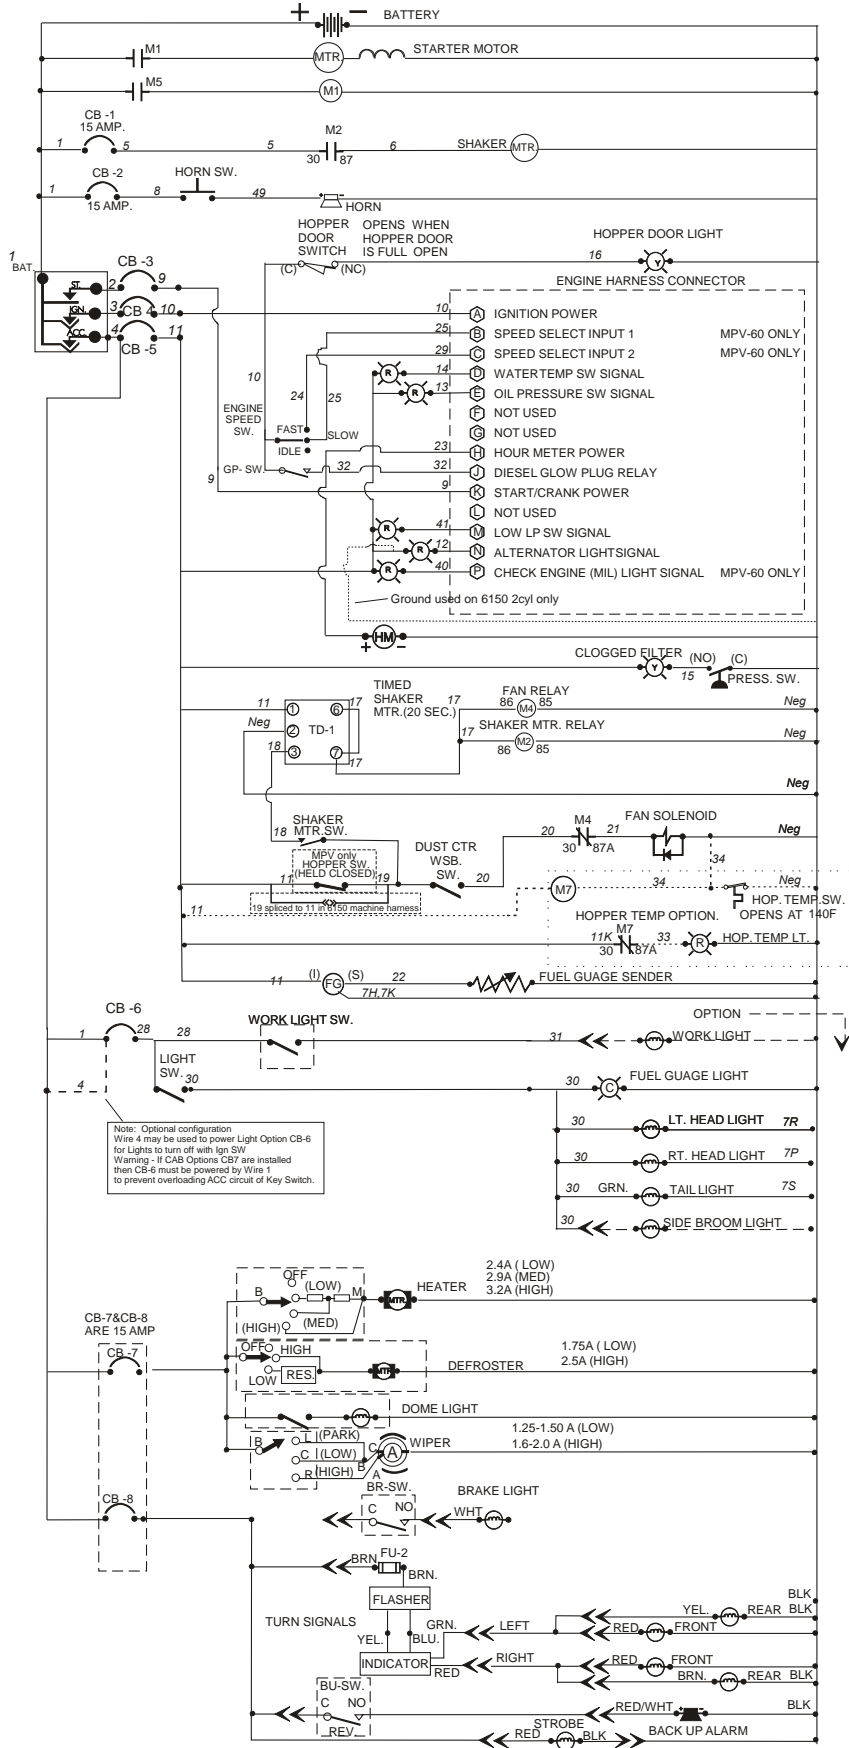 + − BATTERY
M1 MTR. STARTER MOTOR
M5 M1
CB -1
15 AMP.
1 5 5 M2 6 SHAKER MTR.
30 87
CB -2 HORN SW.
1 8 49
15 AMP. + - HORN
HOPPER DOOR SWITCH
OPENS WHEN HOPPER DOOR IS FULL OPEN
HOPPER DOOR LIGHT
(C) (NC) 16 Y
1
BAT.
CB -3
ST. 2 9
IGN. 3 CB 4 10
ACC. 4 11
CB -5
ENGINE HARNESS CONNECTOR
10 A IGNITION POWER
25 B SPEED SELECT INPUT 1 MPV-60 ONLY
29 C SPEED SELECT INPUT 2 MPV-60 ONLY
R 14 D WATERTEMP SW SIGNAL
R 13 E OIL PRESSURE SW SIGNAL
F NOT USED
G NOT USED
23 H HOUR METER POWER
32 J DIESEL GLOW PLUG RELAY
9 K START/CRANK POWER
L NOT USED
R 41 M LOW LP SW SIGNAL
R 12 N ALTERNATOR LIGHTSIGNAL
R 40 P CHECK ENGINE (MIL) LIGHT SIGNAL MPV-60 ONLY
10 24 25
ENGINE
SPEED
SW.
FAST SLOW
IDLE
9 GP- SW. 32
Ground used on 6150 2cyl only
+ HM −
CLOGGED FILTER
Y 15 (NO) (C)
PRESS. SW.
TIMED
SHAKER
MTR.(20 SEC.)
11 1 6 17
Neg 2 TD-1
18 3 7 17
17 FAN RELAY
86 M4 85 Neg
17 SHAKER MTR. RELAY
86 M2 85 Neg
Neg
SHAKER
MTR.SW.
18
MPV only
HOPPER SW.
(HELD CLOSED)
11 19
19 spliced to 11 in 6150 machine harness
DUST CTR
WSB.
SW.
20
20 M4 21 FAN SOLENOID Neg
30 87A
34
11 M7 34 Neg
HOP. TEMP.SW.
OPENS AT 140F
HOPPER TEMP OPTION.
11K M7 33 R HOP. TEMP LT.
30 87A
11 (I) FG (S) 22 FUEL GUAGE SENDER
7H,7K
CB -6
1 28 28 WORK LIGHT SW.
OPTION
31 WORK LIGHT
LIGHT
SW.
30
4
30 C FUEL GUAGE LIGHT
30 LT. HEAD LIGHT 7R
30 RT. HEAD LIGHT 7P
30 GRN. TAIL LIGHT 7S
30 SIDE BROOM LIGHT
Note: Optional configuration
Wire 4 may be used to power Light Option CB-6
for Lights to turn off with Ign SW
Warning - If CAB Options CB7 are installed
then CB-6 must be powered by Wire 1
to prevent overloading ACC circuit of Key Switch.
OFF
B (LOW) M MTR. HEATER
(MED)
(HIGH)
2.4A ( LOW)
2.9A (MED)
3.2A (HIGH)
CB-7&CB-8
ARE 15 AMP
CB -7
OFF HIGH
LOW RES. MTR DEFROSTER
1.75A ( LOW)
2.5A (HIGH)
DOME LIGHT
B L (PARK)
C (LOW)
R (HIGH)
C B A A WIPER
1.25-1.50 A (LOW)
1.6-2.0 A (HIGH)
CB -8
BR-SW.
C NO WHT BRAKE LIGHT
BRN FU-2
BRN.
FLASHER
TURN SIGNALS
YEL. BLU.
INDICATOR
GRN. LEFT
RED RIGHT
BLK
YEL. REAR BLK
RED FRONT
RED FRONT
BRN. REAR BLK
BU-SW.
C NO
REV.
RED/WHT + - BLK
BACK UP ALARM
RED STROBE BLK